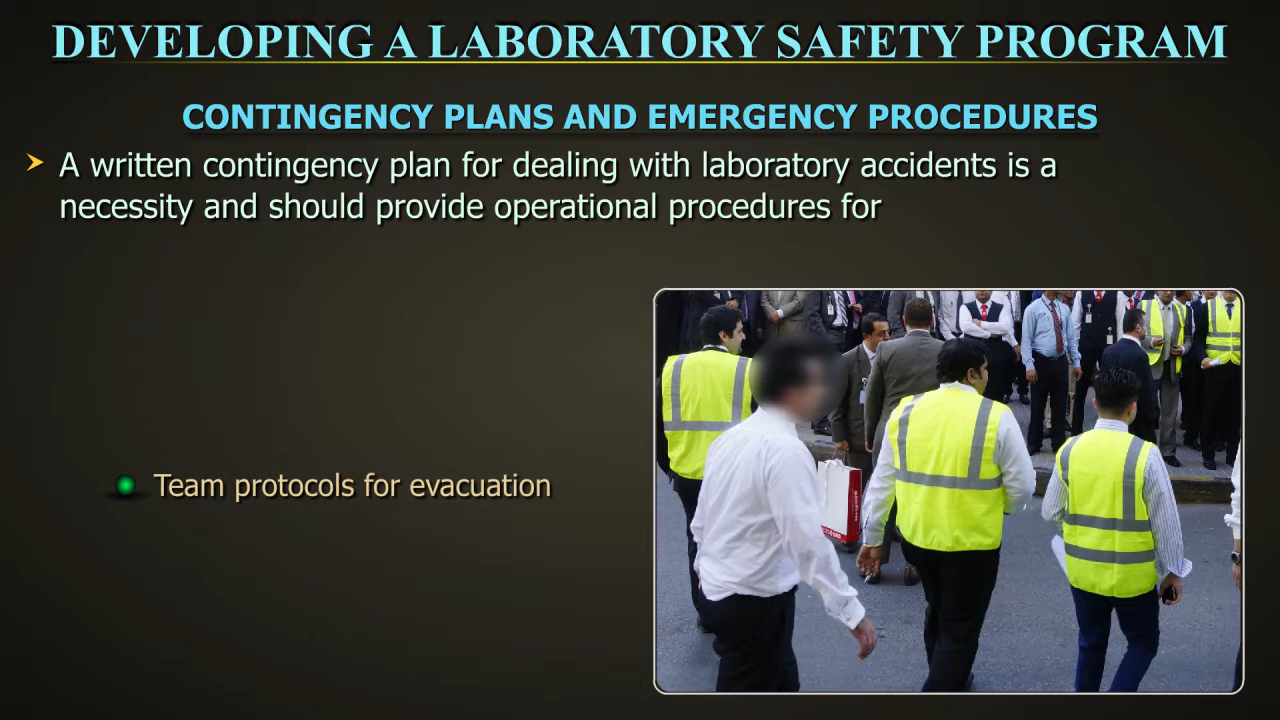 DEVELOPING A LABORATORY SAFETY PROGRAM
CONTINGENCY PLANS AND EMERGENCY PROCEDURES
A written contingency plan for dealing with laboratory accidents is a
necessity and should provide operational procedures for
Team protocols for evacuation